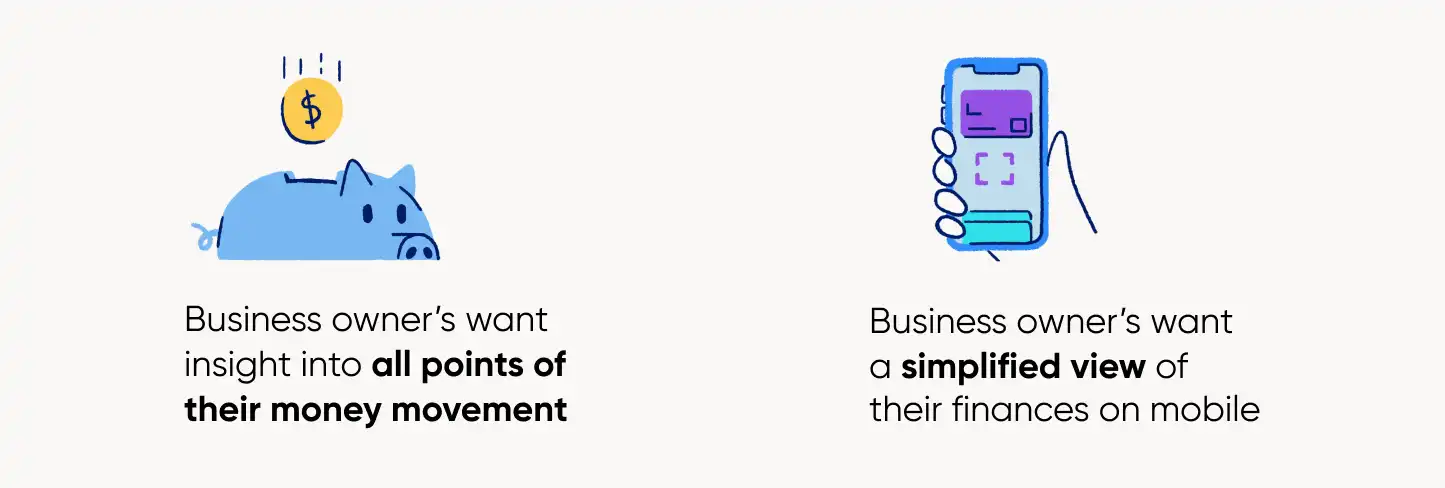 $
Business owner’s want
insight into all points of
their money movement
Business owner’s want
a simplified view of
their finances on mobile